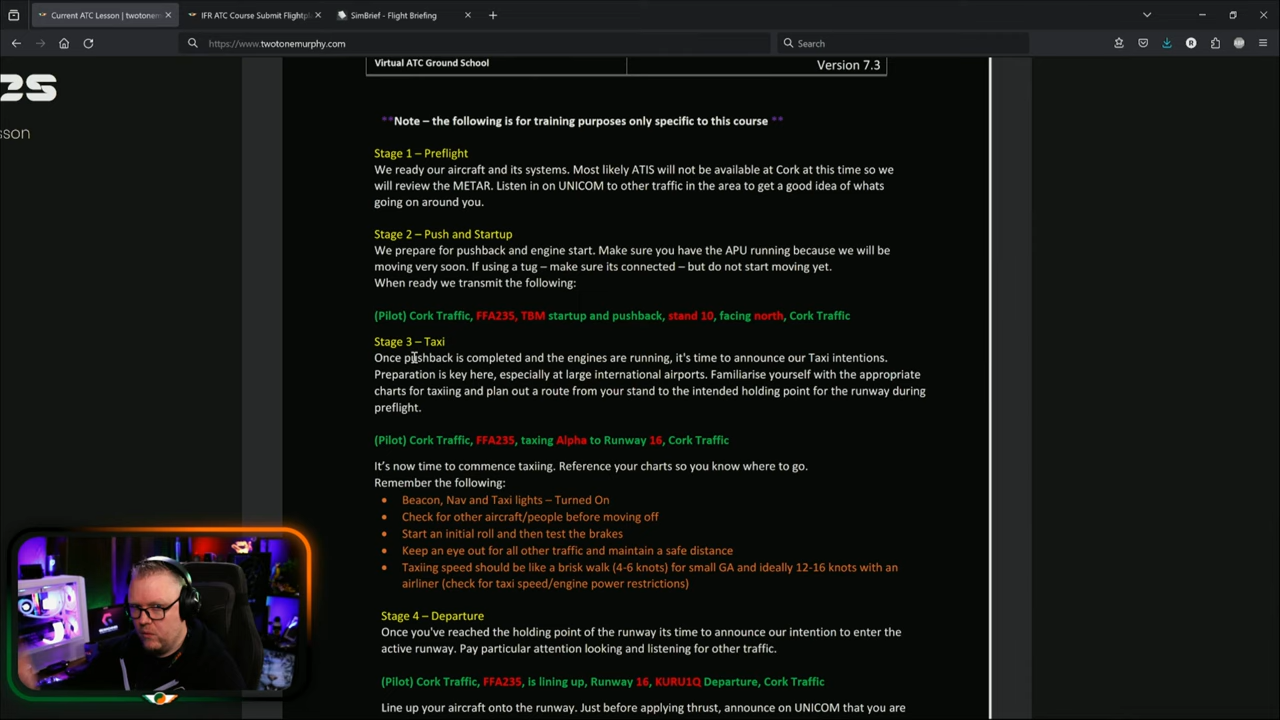 Current ATC Lesson | twotonem
IFR ATC Course Submit Flightpl
SimBrief - Flight Briefing
https://www.twotonemurphy.com
Search
sson
Virtual ATC Ground School
Version 7.3
**Note – the following is for training purposes only specific to this course **
Stage 1 – Preflight
We ready our aircraft and its systems. Most likely ATIS will not be available at Cork at this time so we
will review the METAR. Listen in on UNICOM to other traffic in the area to get a good idea of whats
going on around you.
Stage 2 – Push and Startup
We prepare for pushback and engine start. Make sure you have the APU running because we will be
moving very soon. If using a tug – make sure its connected – but do not start moving yet.
When ready we transmit the following:
(Pilot) Cork Traffic, FFA235, TBM startup and pushback, stand 10, facing north, Cork Traffic
Stage 3 – Taxi
Once pushback is completed and the engines are running, it's time to announce our Taxi intentions.
Preparation is key here, especially at large international airports. Familiarise yourself with the appropriate
charts for taxiing and plan out a route from your stand to the intended holding point for the runway during
preflight.
(Pilot) Cork Traffic, FFA235, taxing Alpha to Runway 16, Cork Traffic
It's now time to commence taxiing. Reference your charts so you know where to go.
Remember the following:
• Beacon, Nav and Taxi lights – Turned On
• Check for other aircraft/people before moving off
• Start an initial roll and then test the brakes
• Keep an eye out for all other traffic and maintain a safe distance
• Taxiing speed should be like a brisk walk (4-6 knots) for small GA and ideally 12-16 knots with an
airliner (check for taxi speed/engine power restrictions)
Stage 4 – Departure
Once you've reached the holding point of the runway its time to announce our intention to enter the
active runway. Pay particular attention looking and listening for other traffic.
(Pilot) Cork Traffic, FFA235, is lining up, Runway 16, KURU1Q Departure, Cork Traffic
Line up your aircraft onto the runway. Just before applying thrust, announce on UNICOM that you are